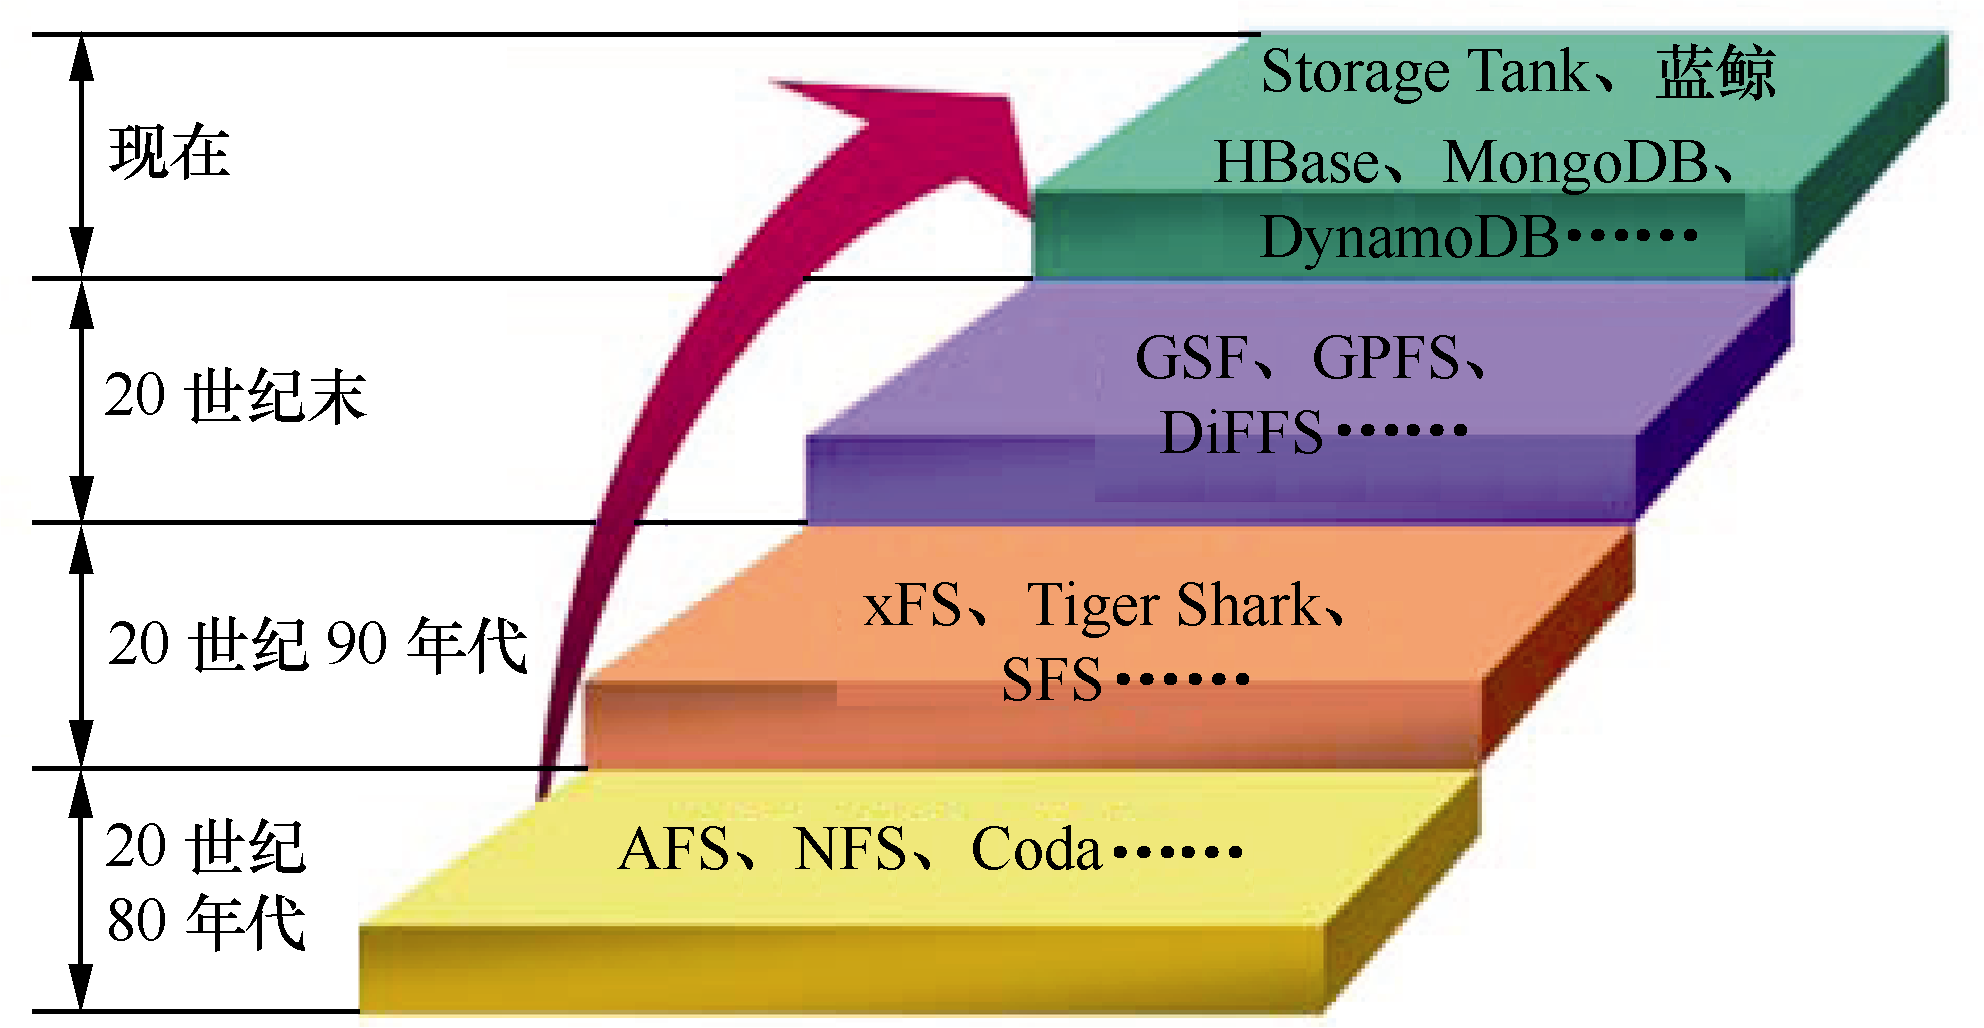 现在
Storage Tank、蓝鲸
HBase、MongoDB、
DynamoDB……
20 世纪末
GSF、GPFS、
DiFFS……
20 世纪 90 年代
xFS、Tiger Shark、
SFS……
20 世纪
80 年代
AFS、NFS、Coda……